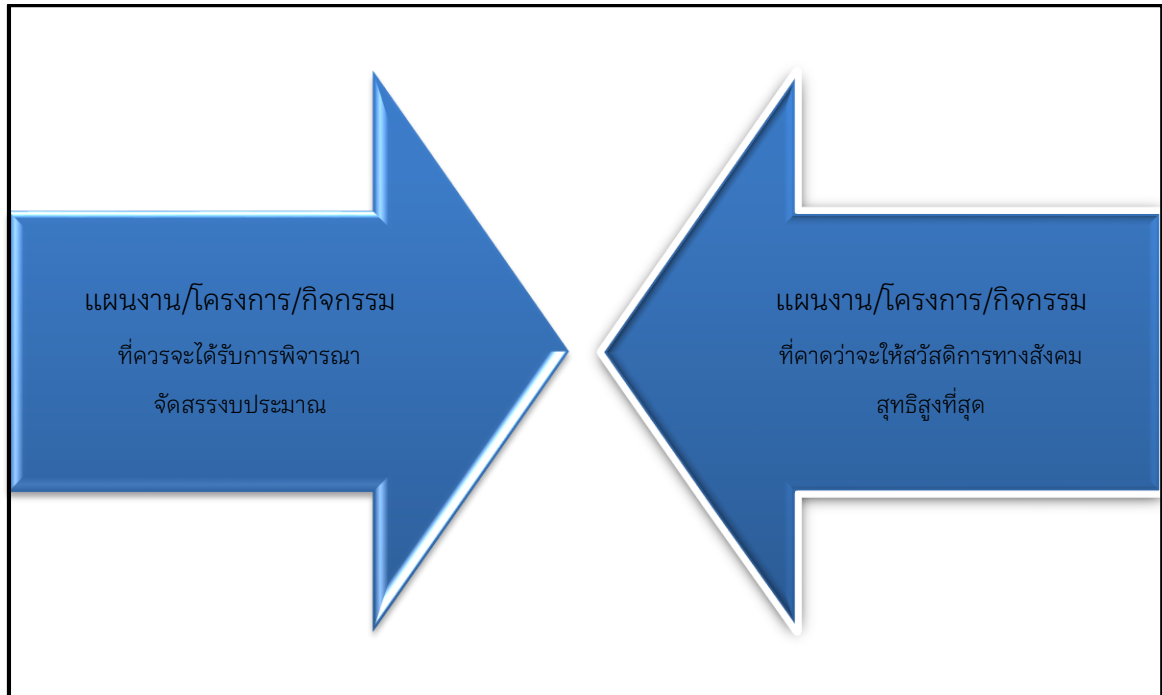 แผนงาน/โครงการ/กิจกรรม
ที่ควรจะได้รับการพิจารณา
จัดสรรงบประมาณ
แผนงาน/โครงการ/กิจกรรม
ที่คาดว่าจะให้สวัสดิการทางสังคม
สุทธิสูงที่สุด